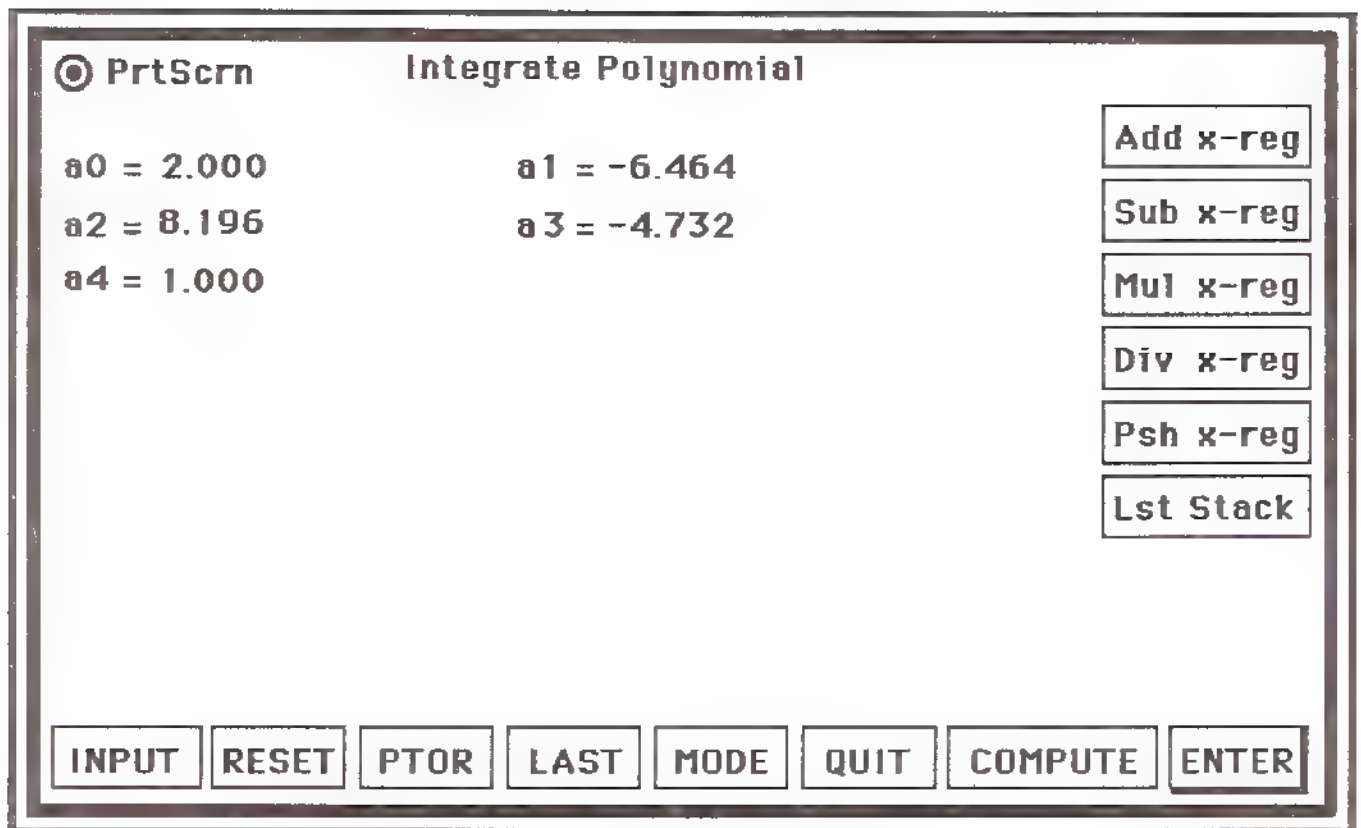 PrtScrn Integrate Polynomial
a0 = 2.000 a1 = -6.464
a2 = 8.196 a3 = -4.732
a4 = 1.000
Add x-reg
Sub x-reg
Mul x-reg
Div x-reg
Psh x-reg
Lst Stack
INPUT RESET PTOR LAST MODE QUIT COMPUTE ENTER